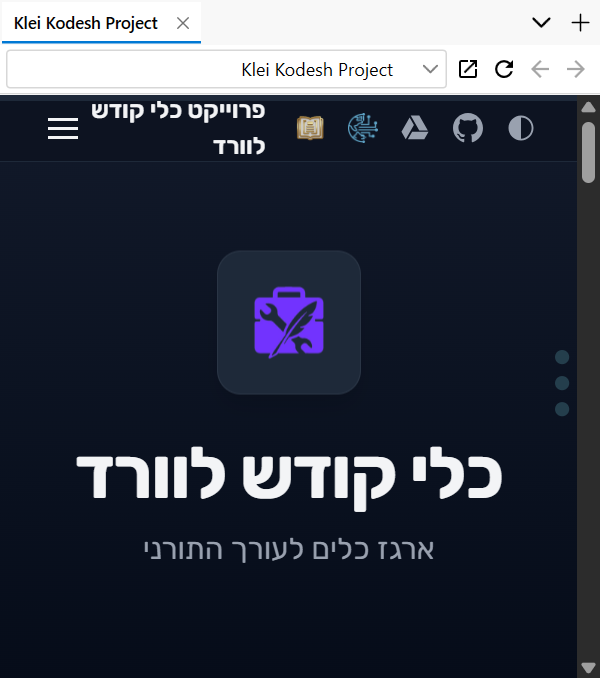 Klei Kodesh Project
Klei Kodesh Project
פרוייקט כלי קודש
לוורד
כלי קודש לוורד
ארגז כלים לעורך התורני